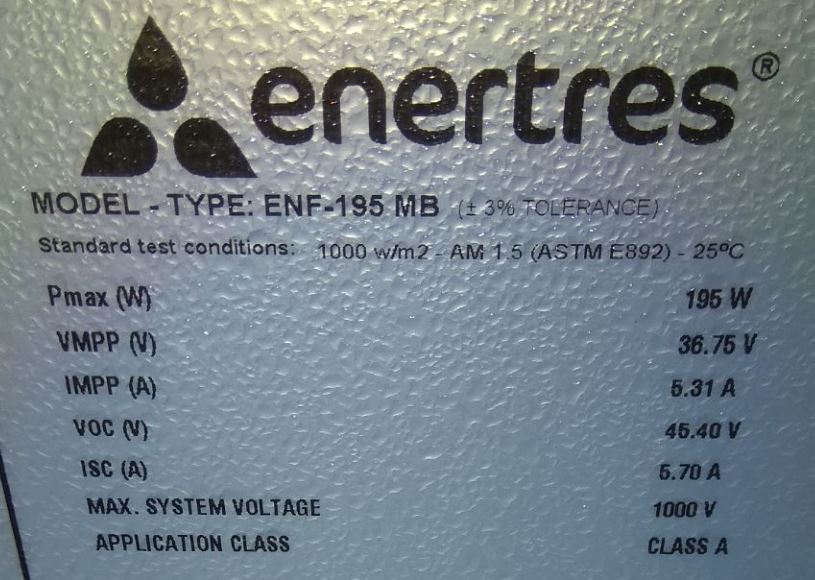 enertres ®
MODEL - TYPE: ENF-195 MB (± 3% TOLERANCE)
Standard test conditions: 1000 w/m2 - AM 1.5 (ASTM E892) - 25ºC
Pmax (W) 195 W
VMPP (V) 36.75 V
IMPP (A) 5.31 A
VOC (V) 45.40 V
ISC (A) 5.70 A
MAX. SYSTEM VOLTAGE 1000 V
APPLICATION CLASS CLASS A